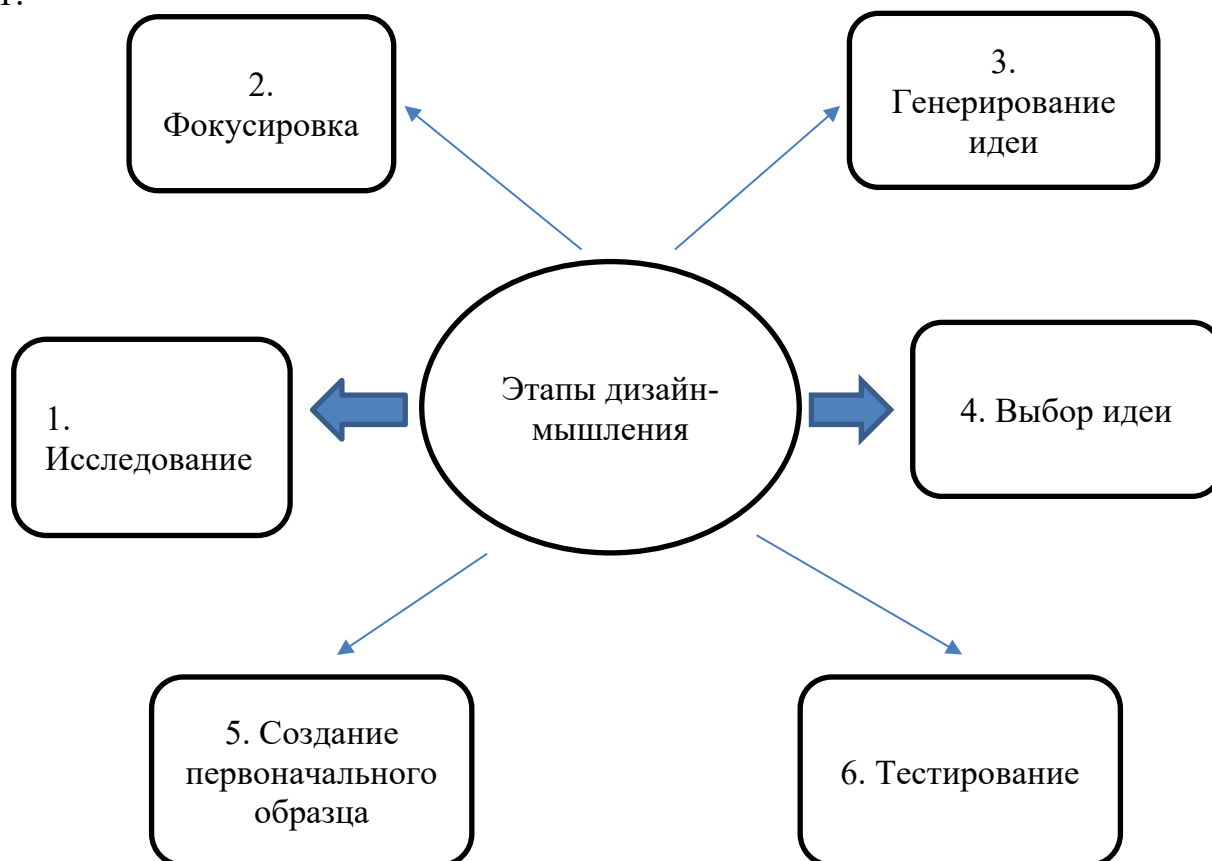 1.
2.
Фокусировка
3.
Генерирование
идеи
Этапы дизайн-
мышления
1.
Исследование
4. Выбор идеи
5. Создание
первоначального
образца
6. Тестирование